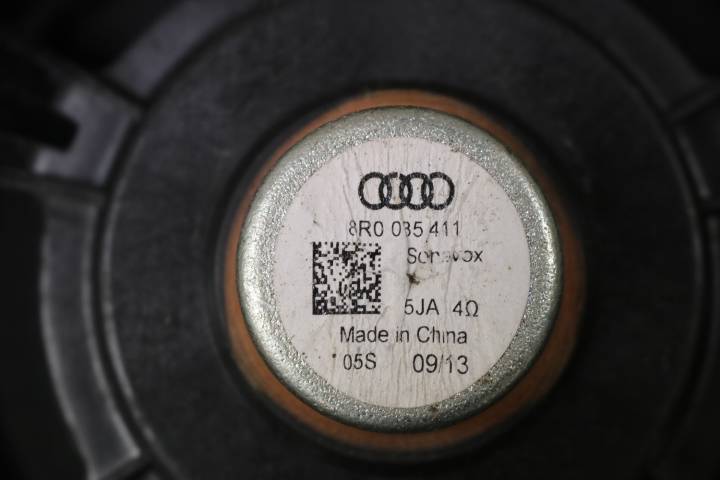 8R0 035 411
Sonavox
5JA 4Ω
Made in China
05S 09/13